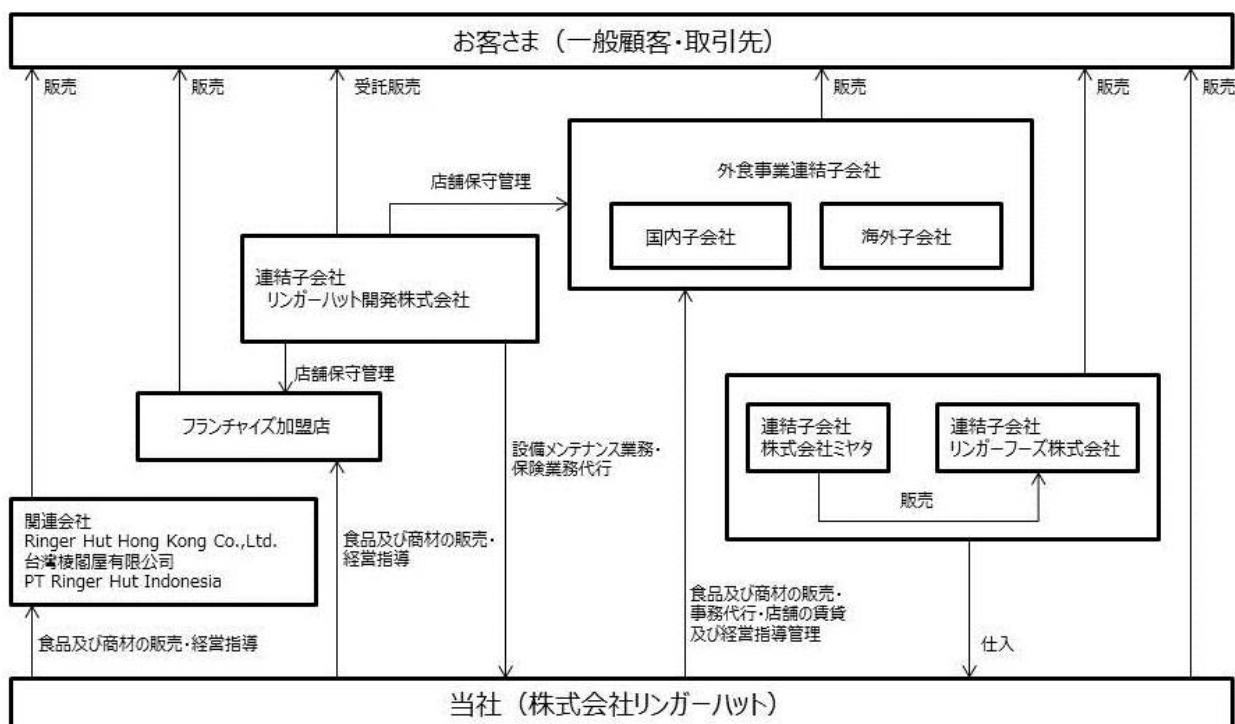 お客さま（一般顧客・取引先）
販売
販売
受託販売
販売
販売
販売
外食事業連結子会社
店舗保守管理
国内子会社
海外子会社
連結子会社
リンガーハット開発株式会社
店舗保守管理
フランチャイズ加盟店
設備メンテナンス業務・
保険業務代行
連結子会社
株式会社ミヤタ
連結子会社
リンガーフーズ株式会社
販売
関連会社
Ringer Hut Hong Kong Co.,Ltd.
台湾棱閣屋有限公司
PT Ringer Hut Indonesia
食品及び商材の販売・
経営指導
食品及び商材の販売・
事務代行・店舗の賃貸
及び経営指導管理
食品及び商材の販売・経営指導
仕入
当社（株式会社リンガーハット）